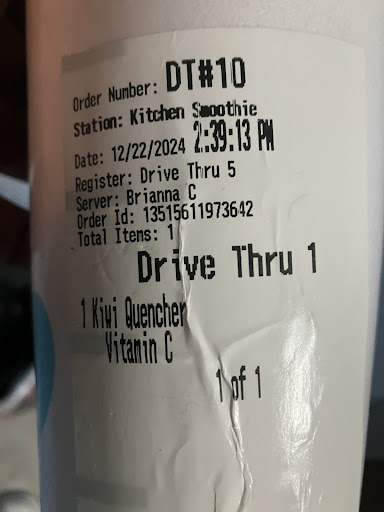 Order Number: DT#10
Station: Kitchen Smoothie
Date: 12/22/2024 2:39:13 PM
Register: Drive Thru 5
Server: Brianna C
Order Id: 13515611973642
Total Items: 1
Drive Thru 1
1 Kiwi Quencher
Vitamin C
1 of 1